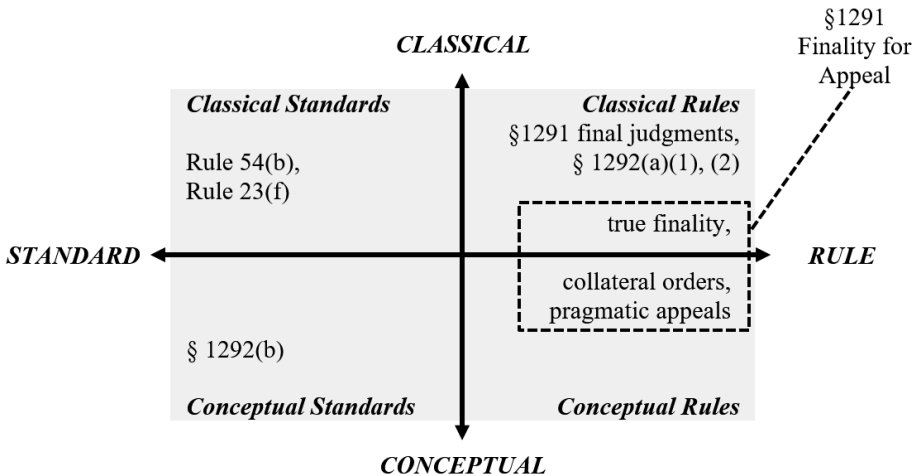 §1291
Finality for
Appeal
CLASSICAL
Classical Standards
Classical Rules
§1291 final judgments,
§ 1292(a)(1), (2)
Rule 54(b),
Rule 23(f)
true finality,
STANDARD
RULE
collateral orders,
pragmatic appeals
§ 1292(b)
Conceptual Standards
Conceptual Rules
CONCEPTUAL